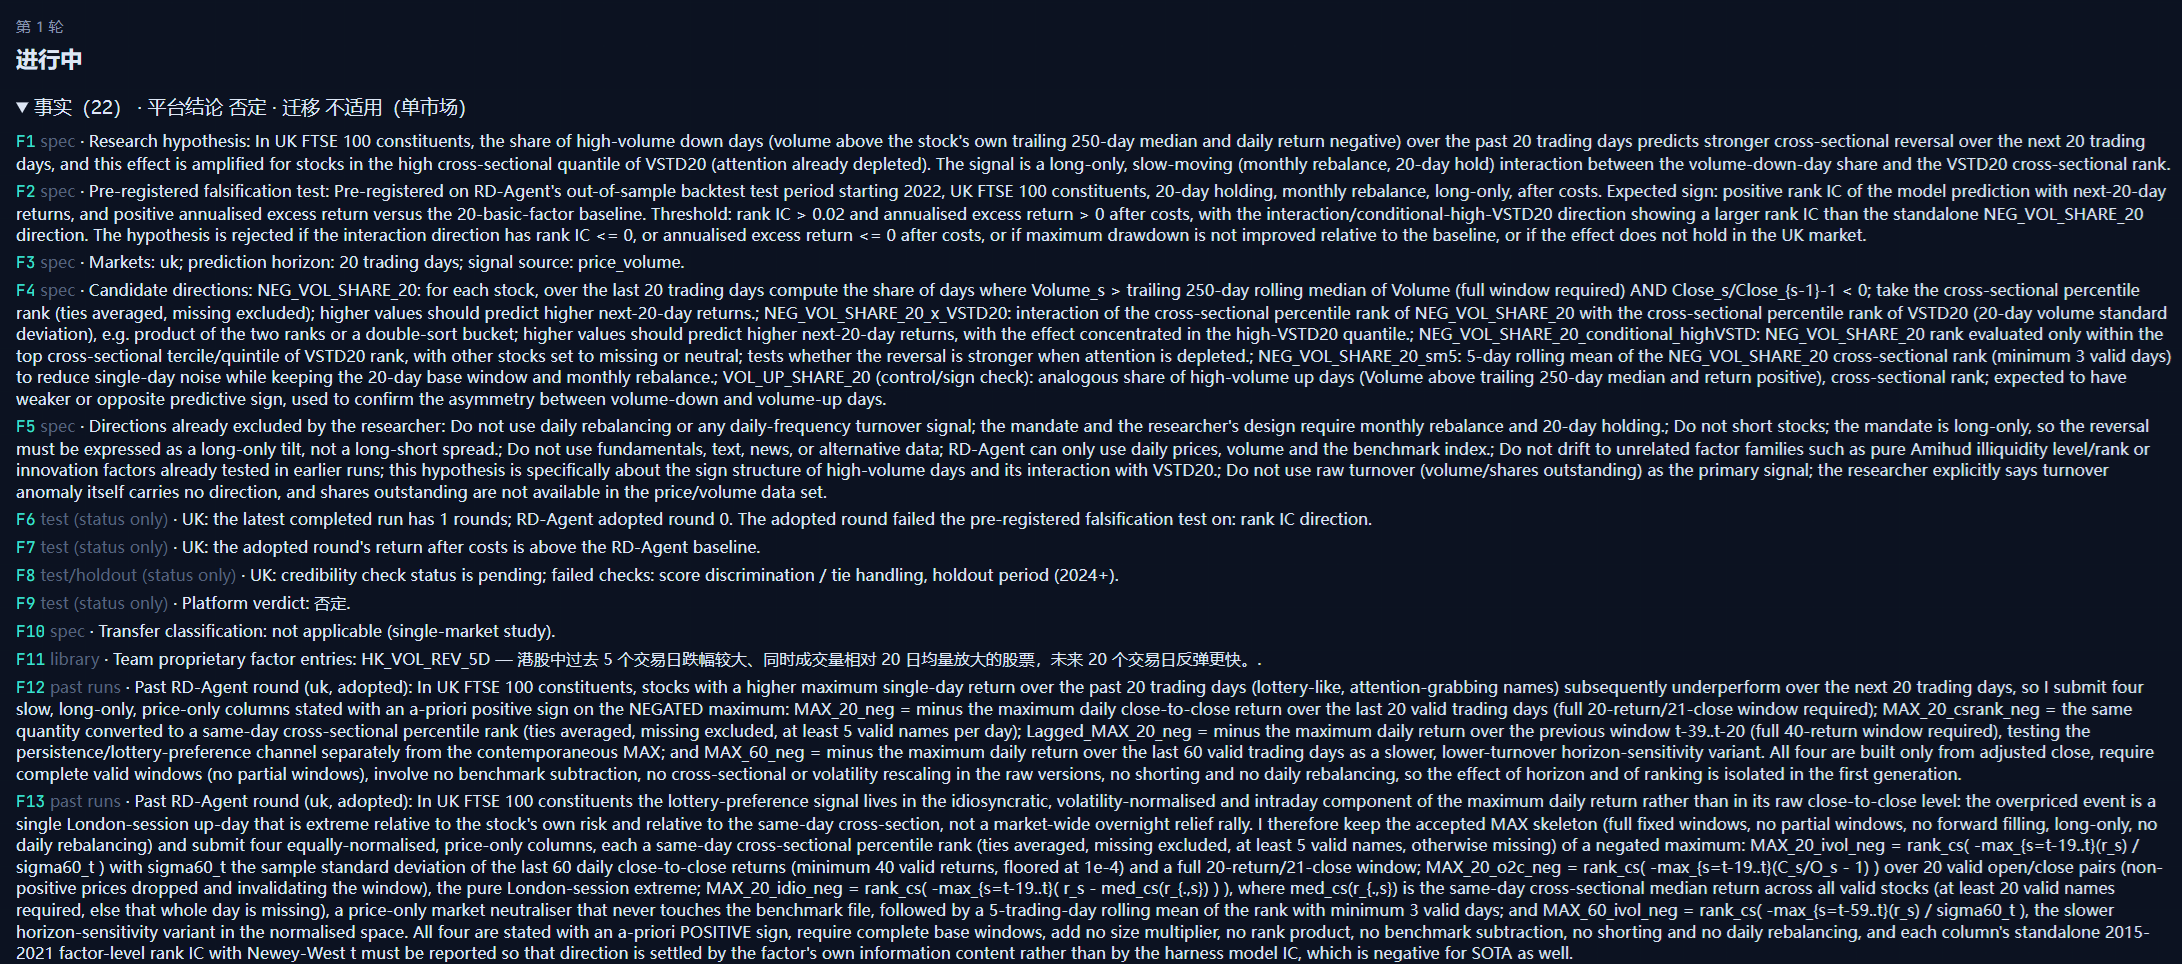 第 1 轮
进行中
▼ 事实（22） · 平台结论 否定 · 迁移 不适用（单市场）
F1 spec · Research hypothesis: In UK FTSE 100 constituents, the share of high-volume down days (volume above the stock's own trailing 250-day median and daily return negative) over the past 20 trading days predicts stronger cross-sectional reversal over the next 20 trading
days, and this effect is amplified for stocks in the high cross-sectional quantile of VSTD20 (attention already depleted). The signal is a long-only, slow-moving (monthly rebalance, 20-day hold) interaction between the volume-down-day share and the VSTD20 cross-sectional rank.
F2 spec · Pre-registered falsification test: Pre-registered on RD-Agent's out-of-sample backtest test period starting 2022, UK FTSE 100 constituents, 20-day holding, monthly rebalance, long-only, after costs. Expected sign: positive rank IC of the model prediction with next-20-day
returns, and positive annualised excess return versus the 20-basic-factor baseline. Threshold: rank IC > 0.02 and annualised excess return > 0 after costs, with the interaction/conditional-high-VSTD20 direction showing a larger rank IC than the standalone NEG_VOL_SHARE_20
direction. The hypothesis is rejected if the interaction direction has rank IC <= 0, or annualised excess return <= 0 after costs, or if maximum drawdown is not improved relative to the baseline, or if the effect does not hold in the UK market.
F3 spec · Markets: uk; prediction horizon: 20 trading days; signal source: price_volume.
F4 spec · Candidate directions: NEG_VOL_SHARE_20: for each stock, over the last 20 trading days compute the share of days where Volume_s > trailing 250-day rolling median of Volume (full window required) AND Close_s/Close_{s-1}-1 < 0; take the cross-sectional percentile
rank (ties averaged, missing excluded); higher values should predict higher next-20-day returns.; NEG_VOL_SHARE_20_x_VSTD20: interaction of the cross-sectional percentile rank of NEG_VOL_SHARE_20 with the cross-sectional percentile rank of VSTD20 (20-day volume standard
deviation), e.g. product of the two ranks or a double-sort bucket; higher values should predict higher next-20-day returns, with the effect concentrated in the high-VSTD20 quantile.; NEG_VOL_SHARE_20_conditional_highVSTD: NEG_VOL_SHARE_20 rank evaluated only within the
top cross-sectional tercile/quintile of VSTD20 rank, with other stocks set to missing or neutral; tests whether the reversal is stronger when attention is depleted.; NEG_VOL_SHARE_20_sm5: 5-day rolling mean of the NEG_VOL_SHARE_20 cross-sectional rank (minimum 3 valid days)
to reduce single-day noise while keeping the 20-day base window and monthly rebalance.; VOL_UP_SHARE_20 (control/sign check): analogous share of high-volume up days (Volume above trailing 250-day median and return positive), cross-sectional rank; expected to have
weaker or opposite predictive sign, used to confirm the asymmetry between volume-down and volume-up days.
F5 spec · Directions already excluded by the researcher: Do not use daily rebalancing or any daily-frequency turnover signal; the mandate and the researcher's design require monthly rebalance and 20-day holding.; Do not short stocks; the mandate is long-only, so the reversal
must be expressed as a long-only tilt, not a long-short spread.; Do not use fundamentals, text, news, or alternative data; RD-Agent can only use daily prices, volume and the benchmark index.; Do not drift to unrelated factor families such as pure Amihud illiquidity level/rank or
innovation factors already tested in earlier runs; this hypothesis is specifically about the sign structure of high-volume days and its interaction with VSTD20.; Do not use raw turnover (volume/shares outstanding) as the primary signal; the researcher explicitly says turnover
anomaly itself carries no direction, and shares outstanding are not available in the price/volume data set.
F6 test (status only) · UK: the latest completed run has 1 rounds; RD-Agent adopted round 0. The adopted round failed the pre-registered falsification test on: rank IC direction.
F7 test (status only) · UK: the adopted round's return after costs is above the RD-Agent baseline.
F8 test/holdout (status only) · UK: credibility check status is pending; failed checks: score discrimination / tie handling, holdout period (2024+).
F9 test (status only) · Platform verdict: 否定.
F10 spec · Transfer classification: not applicable (single-market study).
F11 library · Team proprietary factor entries: HK_VOL_REV_5D — 港股中过去 5 个交易日跌幅较大、同时成交量相对 20 日均量放大的股票，未来 20 个交易日反弹更快。.
F12 past runs · Past RD-Agent round (uk, adopted): In UK FTSE 100 constituents, stocks with a higher maximum single-day return over the past 20 trading days (lottery-like, attention-grabbing names) subsequently underperform over the next 20 trading days, so I submit four
slow, long-only, price-only columns stated with an a-priori positive sign on the NEGATED maximum: MAX_20_neg = minus the maximum daily close-to-close return over the last 20 valid trading days (full 20-return/21-close window required); MAX_20_csrank_neg = the same
quantity converted to a same-day cross-sectional percentile rank (ties averaged, missing excluded, at least 5 valid names per day); Lagged_MAX_20_neg = minus the maximum daily return over the previous window t-39..t-20 (full 40-return window required), testing the
persistence/lottery-preference channel separately from the contemporaneous MAX; and MAX_60_neg = minus the maximum daily return over the last 60 valid trading days as a slower, lower-turnover horizon-sensitivity variant. All four are built only from adjusted close, require
complete valid windows (no partial windows), involve no benchmark subtraction, no cross-sectional or volatility rescaling in the raw versions, no shorting and no daily rebalancing, so the effect of horizon and of ranking is isolated in the first generation.
F13 past runs · Past RD-Agent round (uk, adopted): In UK FTSE 100 constituents the lottery-preference signal lives in the idiosyncratic, volatility-normalised and intraday component of the maximum daily return rather than in its raw close-to-close level: the overpriced event is a
single London-session up-day that is extreme relative to the stock's own risk and relative to the same-day cross-section, not a market-wide overnight relief rally. I therefore keep the accepted MAX skeleton (full fixed windows, no partial windows, no forward filling, long-only, no
daily rebalancing) and submit four equally-normalised, price-only columns, each a same-day cross-sectional percentile rank (ties averaged, missing excluded, at least 5 valid names, otherwise missing) of a negated maximum: MAX_20_ivol_neg = rank_cs( -max_{s=t-19..t}(r_s) /
sigma60_t ) with sigma60_t the sample standard deviation of the last 60 daily close-to-close returns (minimum 40 valid returns, floored at 1e-4) and a full 20-return/21-close window; MAX_20_o2c_neg = rank_cs( -max_{s=t-19..t}(C_s/O_s - 1) ) over 20 valid open/close pairs (non-
positive prices dropped and invalidating the window), the pure London-session extreme; MAX_20_idio_neg = rank_cs( -max_{s=t-19..t}( r_s - med_cs(r_{.,s}) ) ), where med_cs(r_{.,s}) is the same-day cross-sectional median return across all valid stocks (at least 20 valid names
required, else that whole day is missing), a price-only market neutraliser that never touches the benchmark file, followed by a 5-trading-day rolling mean of the rank with minimum 3 valid days; and MAX_60_ivol_neg = rank_cs( -max_{s=t-59..t}(r_s) / sigma60_t ), the slower
horizon-sensitivity variant in the normalised space. All four are stated with an a-priori POSITIVE sign, require complete base windows, add no size multiplier, no rank product, no benchmark subtraction, no shorting and no daily rebalancing, and each column's standalone 2015-
2021 factor-level rank IC with Newey-West t must be reported so that direction is settled by the factor's own information content rather than by the harness model IC, which is negative for SOTA as well.